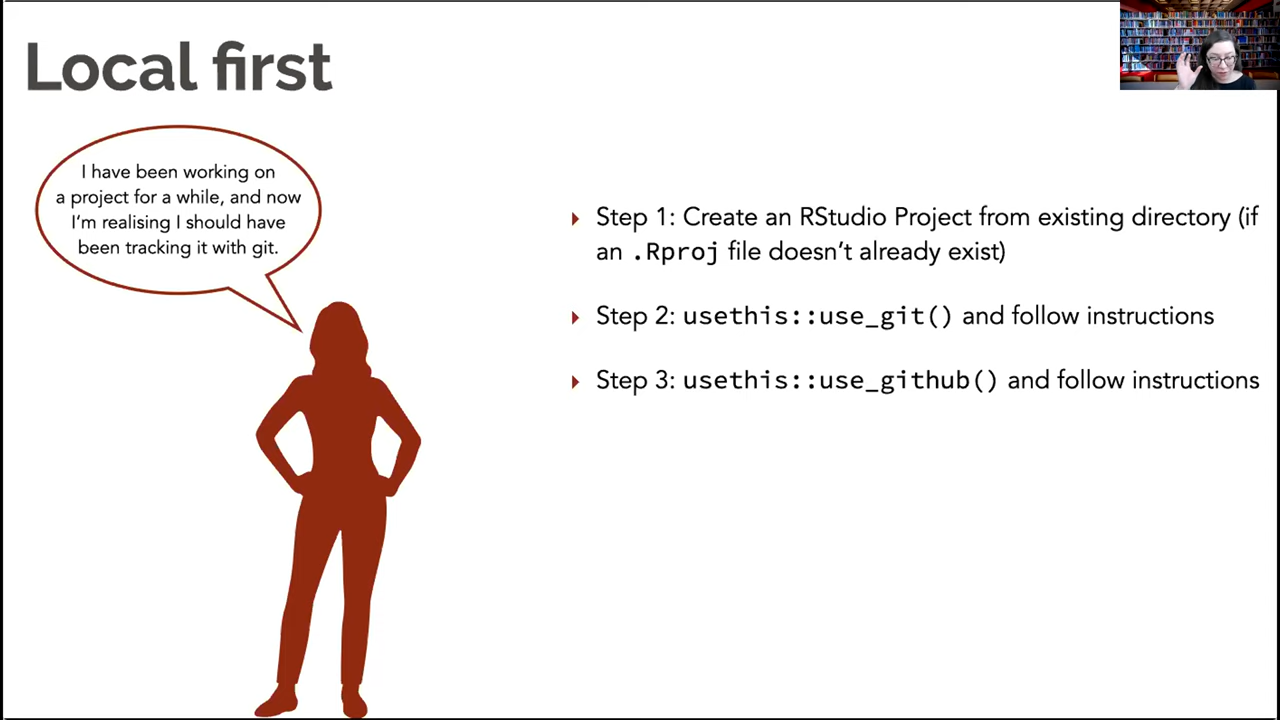 Local first
I have been working on
a project for a while, and now
I'm realising I should have
been tracking it with git.
Step 1: Create an RStudio Project from existing directory (if
an .Rproj file doesn't already exist)
Step 2: usethis::use_git() and follow instructions
Step 3: usethis::use_github() and follow instructions